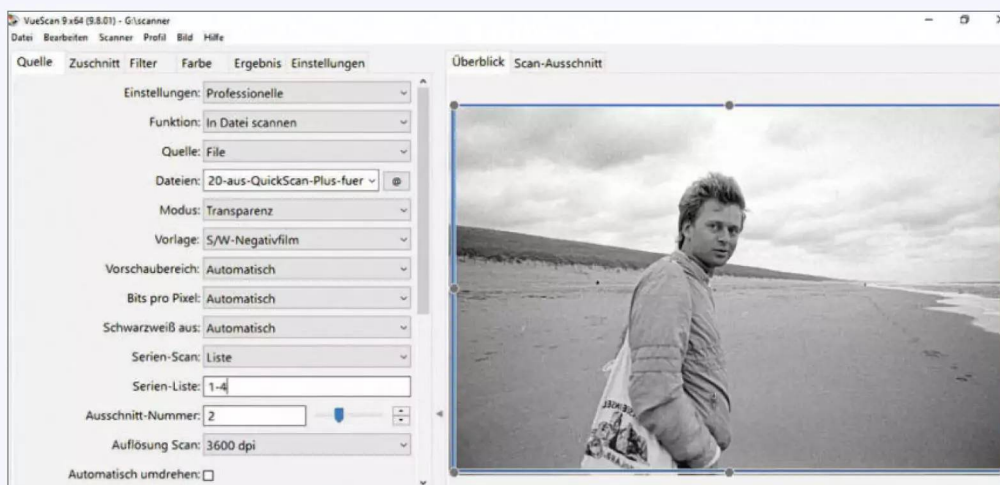 VueScan 9 x64 (9.8.01) - G:\scanner
Datei Bearbeiten Scanner Profil Bild Hilfe
Quelle Zuschnitt Filter Farbe Ergebnis Einstellungen
Einstellungen: Professionelle
Funktion: In Datei scannen
Quelle: File
Dateien: 20-aus-QuickScan-Plus-fuer @
Modus: Transparenz
Vorlage: S/W-Negativfilm
Vorschaubereich: Automatisch
Bits pro Pixel: Automatisch
Schwarzweiß aus: Automatisch
Serien-Scan: Liste
Serien-Liste: 1-4
Ausschnitt-Nummer: 2
Auflösung Scan: 3600 dpi
Automatisch umdrehen:
Überblick Scan-Ausschnitt